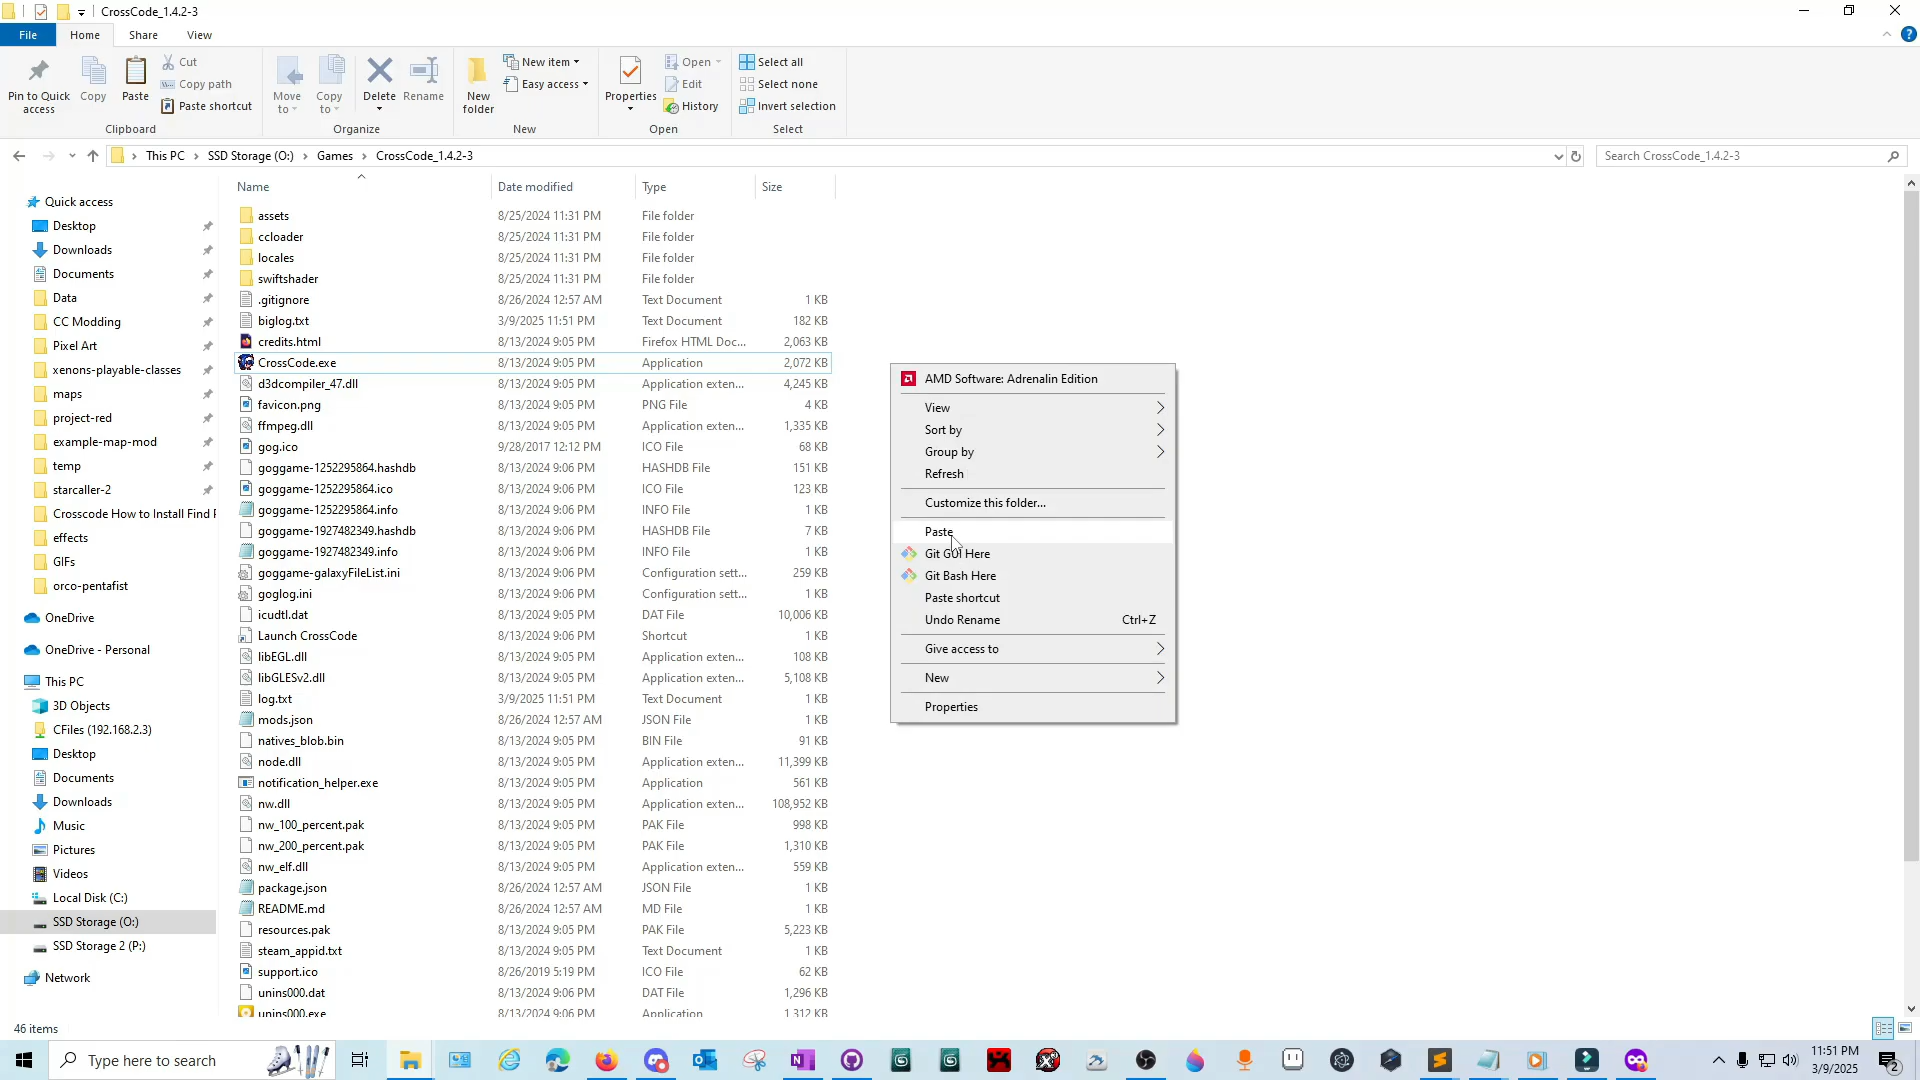 CrossCode_1.4.2-3
File Home Share View
Pin to Quick access
Copy
Paste
Cut
Copy path
Paste shortcut
Clipboard
Move to
Copy to
Delete
Rename
Organize
New folder
New item
Easy access
New
Properties
Open
Edit
History
Open
Select all
Select none
Invert selection
Select
This PC > SSD Storage (O:) > Games > CrossCode_1.4.2-3
Search CrossCode_1.4.2-3
Quick access
Desktop
Downloads
Documents
Data
CC Modding
Pixel Art
xenons-playable-classes
maps
project-red
example-map-mod
temp
starcaller-2
Crosscode How to Install Find
effects
GIFs
orco-pentafist
OneDrive
OneDrive - Personal
This PC
3D Objects
CFiles (192.168.2.3)
Desktop
Documents
Downloads
Music
Pictures
Videos
Local Disk (C:)
SSD Storage (O:)
SSD Storage 2 (P:)
Network
Name Date modified Type Size
assets 8/25/2024 11:31 PM File folder
ccloader 8/25/2024 11:31 PM File folder
locales 8/25/2024 11:31 PM File folder
swiftshader 8/25/2024 11:31 PM File folder
.gitignore 8/26/2024 12:57 AM Text Document 1 KB
biglog.txt 3/9/2025 11:51 PM Text Document 182 KB
credits.html 8/13/2024 9:05 PM Firefox HTML Doc... 2,063 KB
CrossCode.exe 8/13/2024 9:05 PM Application 2,072 KB
d3dcompiler_47.dll 8/13/2024 9:05 PM Application exten... 4,245 KB
favicon.png 8/13/2024 9:05 PM PNG File 4 KB
ffmpeg.dll 8/13/2024 9:05 PM Application exten... 1,335 KB
gog.ico 9/28/2017 12:12 PM ICO File 68 KB
goggame-1252295864.hashdb 8/13/2024 9:06 PM HASHDB File 151 KB
goggame-1252295864.ico 8/13/2024 9:06 PM ICO File 123 KB
goggame-1252295864.info 8/13/2024 9:06 PM INFO File 1 KB
goggame-1927482349.hashdb 8/13/2024 9:06 PM HASHDB File 7 KB
goggame-1927482349.info 8/13/2024 9:06 PM INFO File 1 KB
goggame-galaxyFileList.ini 8/13/2024 9:06 PM Configuration sett... 259 KB
goglog.ini 8/13/2024 9:06 PM Configuration sett... 1 KB
icudtl.dat 8/13/2024 9:05 PM DAT File 10,006 KB
Launch CrossCode 8/13/2024 9:06 PM Shortcut 1 KB
libEGL.dll 8/13/2024 9:05 PM Application exten... 108 KB
libGLESv2.dll 8/13/2024 9:05 PM Application exten... 5,108 KB
log.txt 3/9/2025 11:51 PM Text Document 1 KB
mods.json 8/26/2024 12:57 AM JSON File 1 KB
natives_blob.bin 8/13/2024 9:05 PM BIN File 91 KB
node.dll 8/13/2024 9:05 PM Application exten... 11,399 KB
notification_helper.exe 8/13/2024 9:05 PM Application 561 KB
nw.dll 8/13/2024 9:05 PM Application exten... 108,952 KB
nw_100_percent.pak 8/13/2024 9:05 PM PAK File 998 KB
nw_200_percent.pak 8/13/2024 9:05 PM PAK File 1,310 KB
nw_elf.dll 8/13/2024 9:05 PM Application exten... 559 KB
package.json 8/26/2024 12:57 AM JSON File 1 KB
README.md 8/26/2024 12:57 AM MD File 1 KB
resources.pak 8/13/2024 9:05 PM PAK File 5,223 KB
steam_appid.txt 8/13/2024 9:05 PM Text Document 1 KB
support.ico 8/26/2019 5:19 PM ICO File 62 KB
unins000.dat 8/13/2024 9:06 PM DAT File 1,296 KB
unins000.exe 8/13/2024 9:06 PM Application 1,312 KB
AMD Software: Adrenalin Edition
View
Sort by
Group by
Refresh
Customize this folder...
Paste
Git GUI Here
Git Bash Here
Paste shortcut
Undo Rename Ctrl+Z
Give access to
New
Properties
46 items
Type here to search
11:51 PM
3/9/2025
2